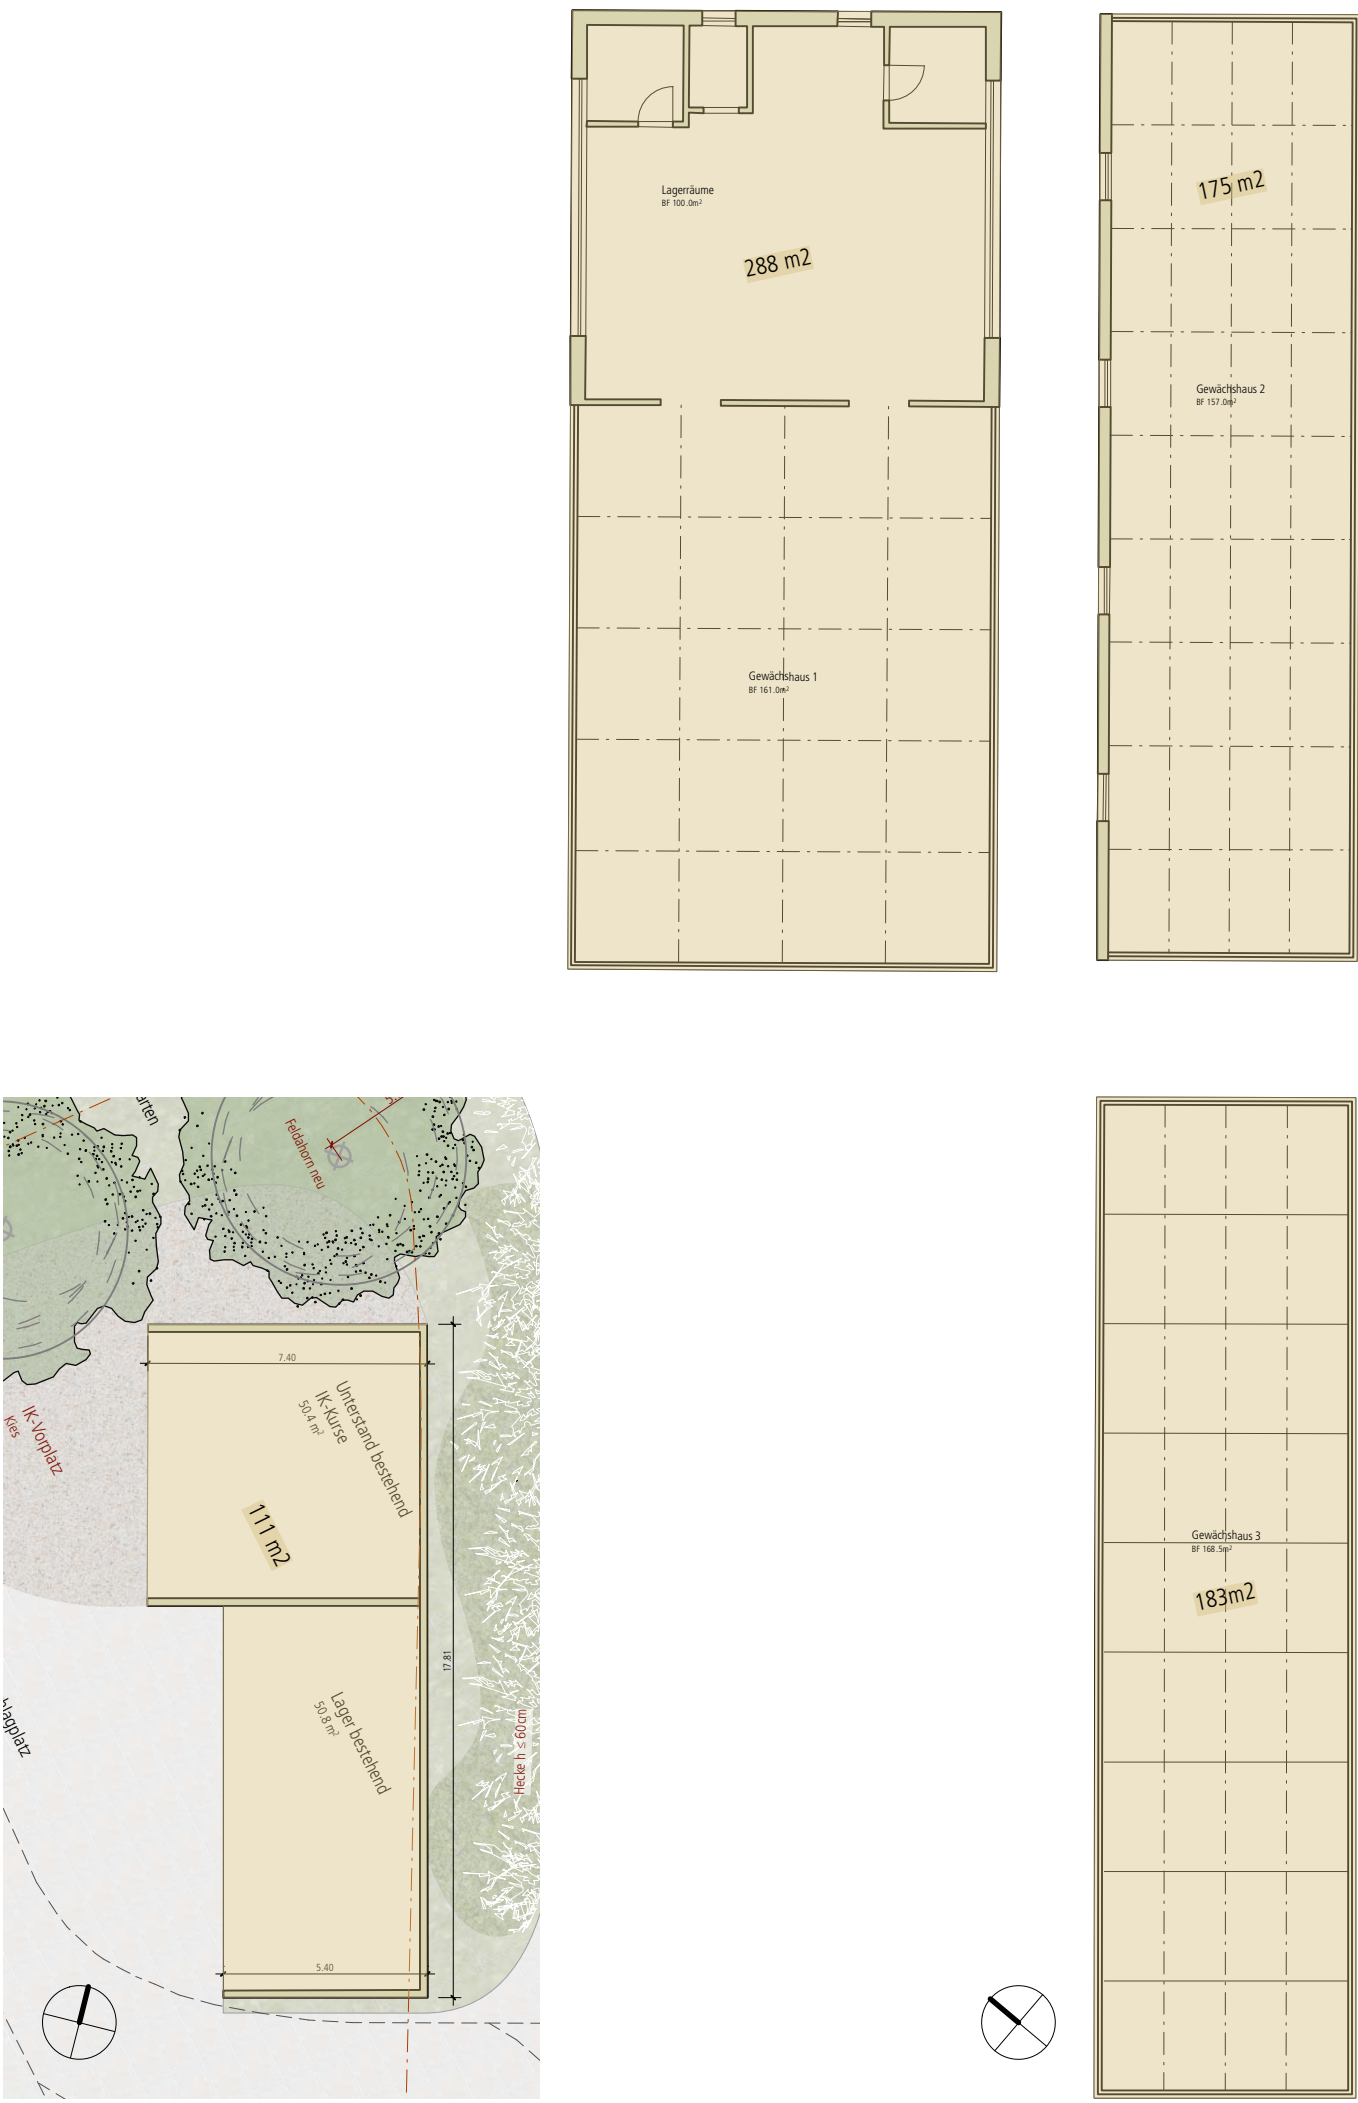 Lagerräume
BF 100.0m²
288 m2
175 m2
Gewächshaus 2
BF 157.0m²
Gewächshaus 1
BF 161.0m²
arten
Feldahorn neu
7.40
Unterstand bestehend
IK-Kurse
50.4 m²
IK-Vorplatz
Kies
111 m2
17.81
Lager bestehend
50.8 m²
hlagplatz
Hecke h ≤ 60cm
5.40
Gewächshaus 3
BF 168.5m²
183m2